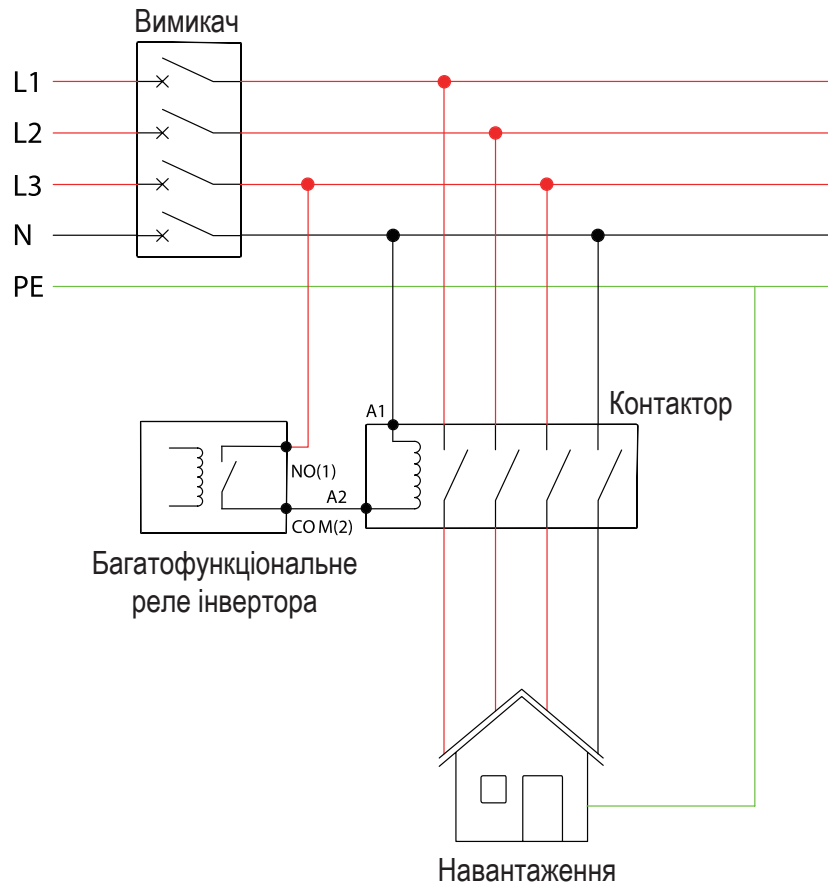 Вимикач
L1
L2
L3
N
PE
Контактор
A1
NO(1)
A2
CO M(2)
Багатофункціональне
реле інвертора
Навантаження